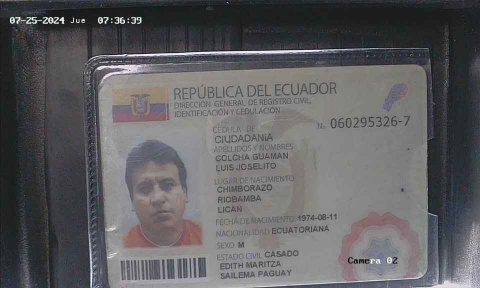 07-25-2024 Jue 07:36:39
REPÚBLICA DEL ECUADOR
DIRECCIÓN GENERAL DE REGISTRO CIVIL,
IDENTIFICACIÓN Y CEDULACIÓN
CÉDULA DE
No. 060295326-7
CIUDADANÍA
APELLIDOS Y NOMBRES
COLCHA GUAMAN
LUIS JOSELITO
LUGAR DE NACIMIENTO
CHIMBORAZO
RIOBAMBA
LICAN
FECHA DE NACIMIENTO 1974-08-11
NACIONALIDAD ECUATORIANA
SEXO M
ESTADO CIVIL CASADO
EDITH MARITZA
SAILEMA PAGUAY
Camera 02